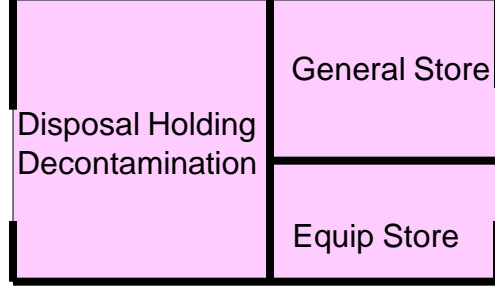 General Store
Disposal Holding
Decontamination
Equip Store